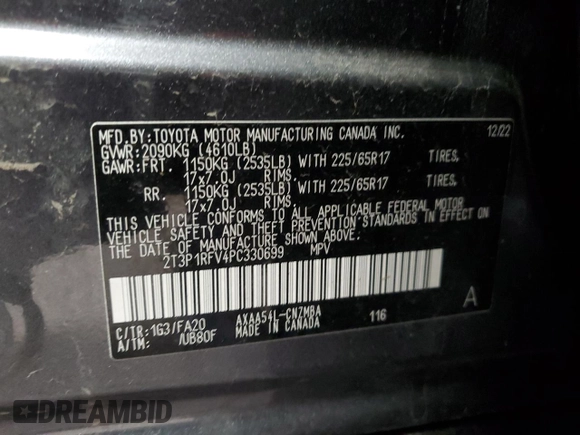 MFD.BY:TOYOTA MOTOR MANUFACTURING CANADA INC. 12/22
GVWR:2090KG (4610LB)
GAWR:FRT. 1150KG (2535LB) WITH 225/65R17 TIRES,
17x7.0J RIMS,
RR. 1150KG (2535LB) WITH 225/65R17 TIRES,
17x7.0J RIMS,
THIS VEHICLE CONFORMS TO ALL APPLICABLE FEDERAL MOTOR
VEHICLE SAFETY AND THEFT PREVENTION STANDARDS IN EFFECT ON
THE DATE OF MANUFACTURE SHOWN ABOVE.
2T3P1RFV4PC330699 MPV
A
C/TR:1G3/FA20 AXAA54L-CNZMBA 116
A/TM: /UB80F MADE IN CANADA
DREAMBID